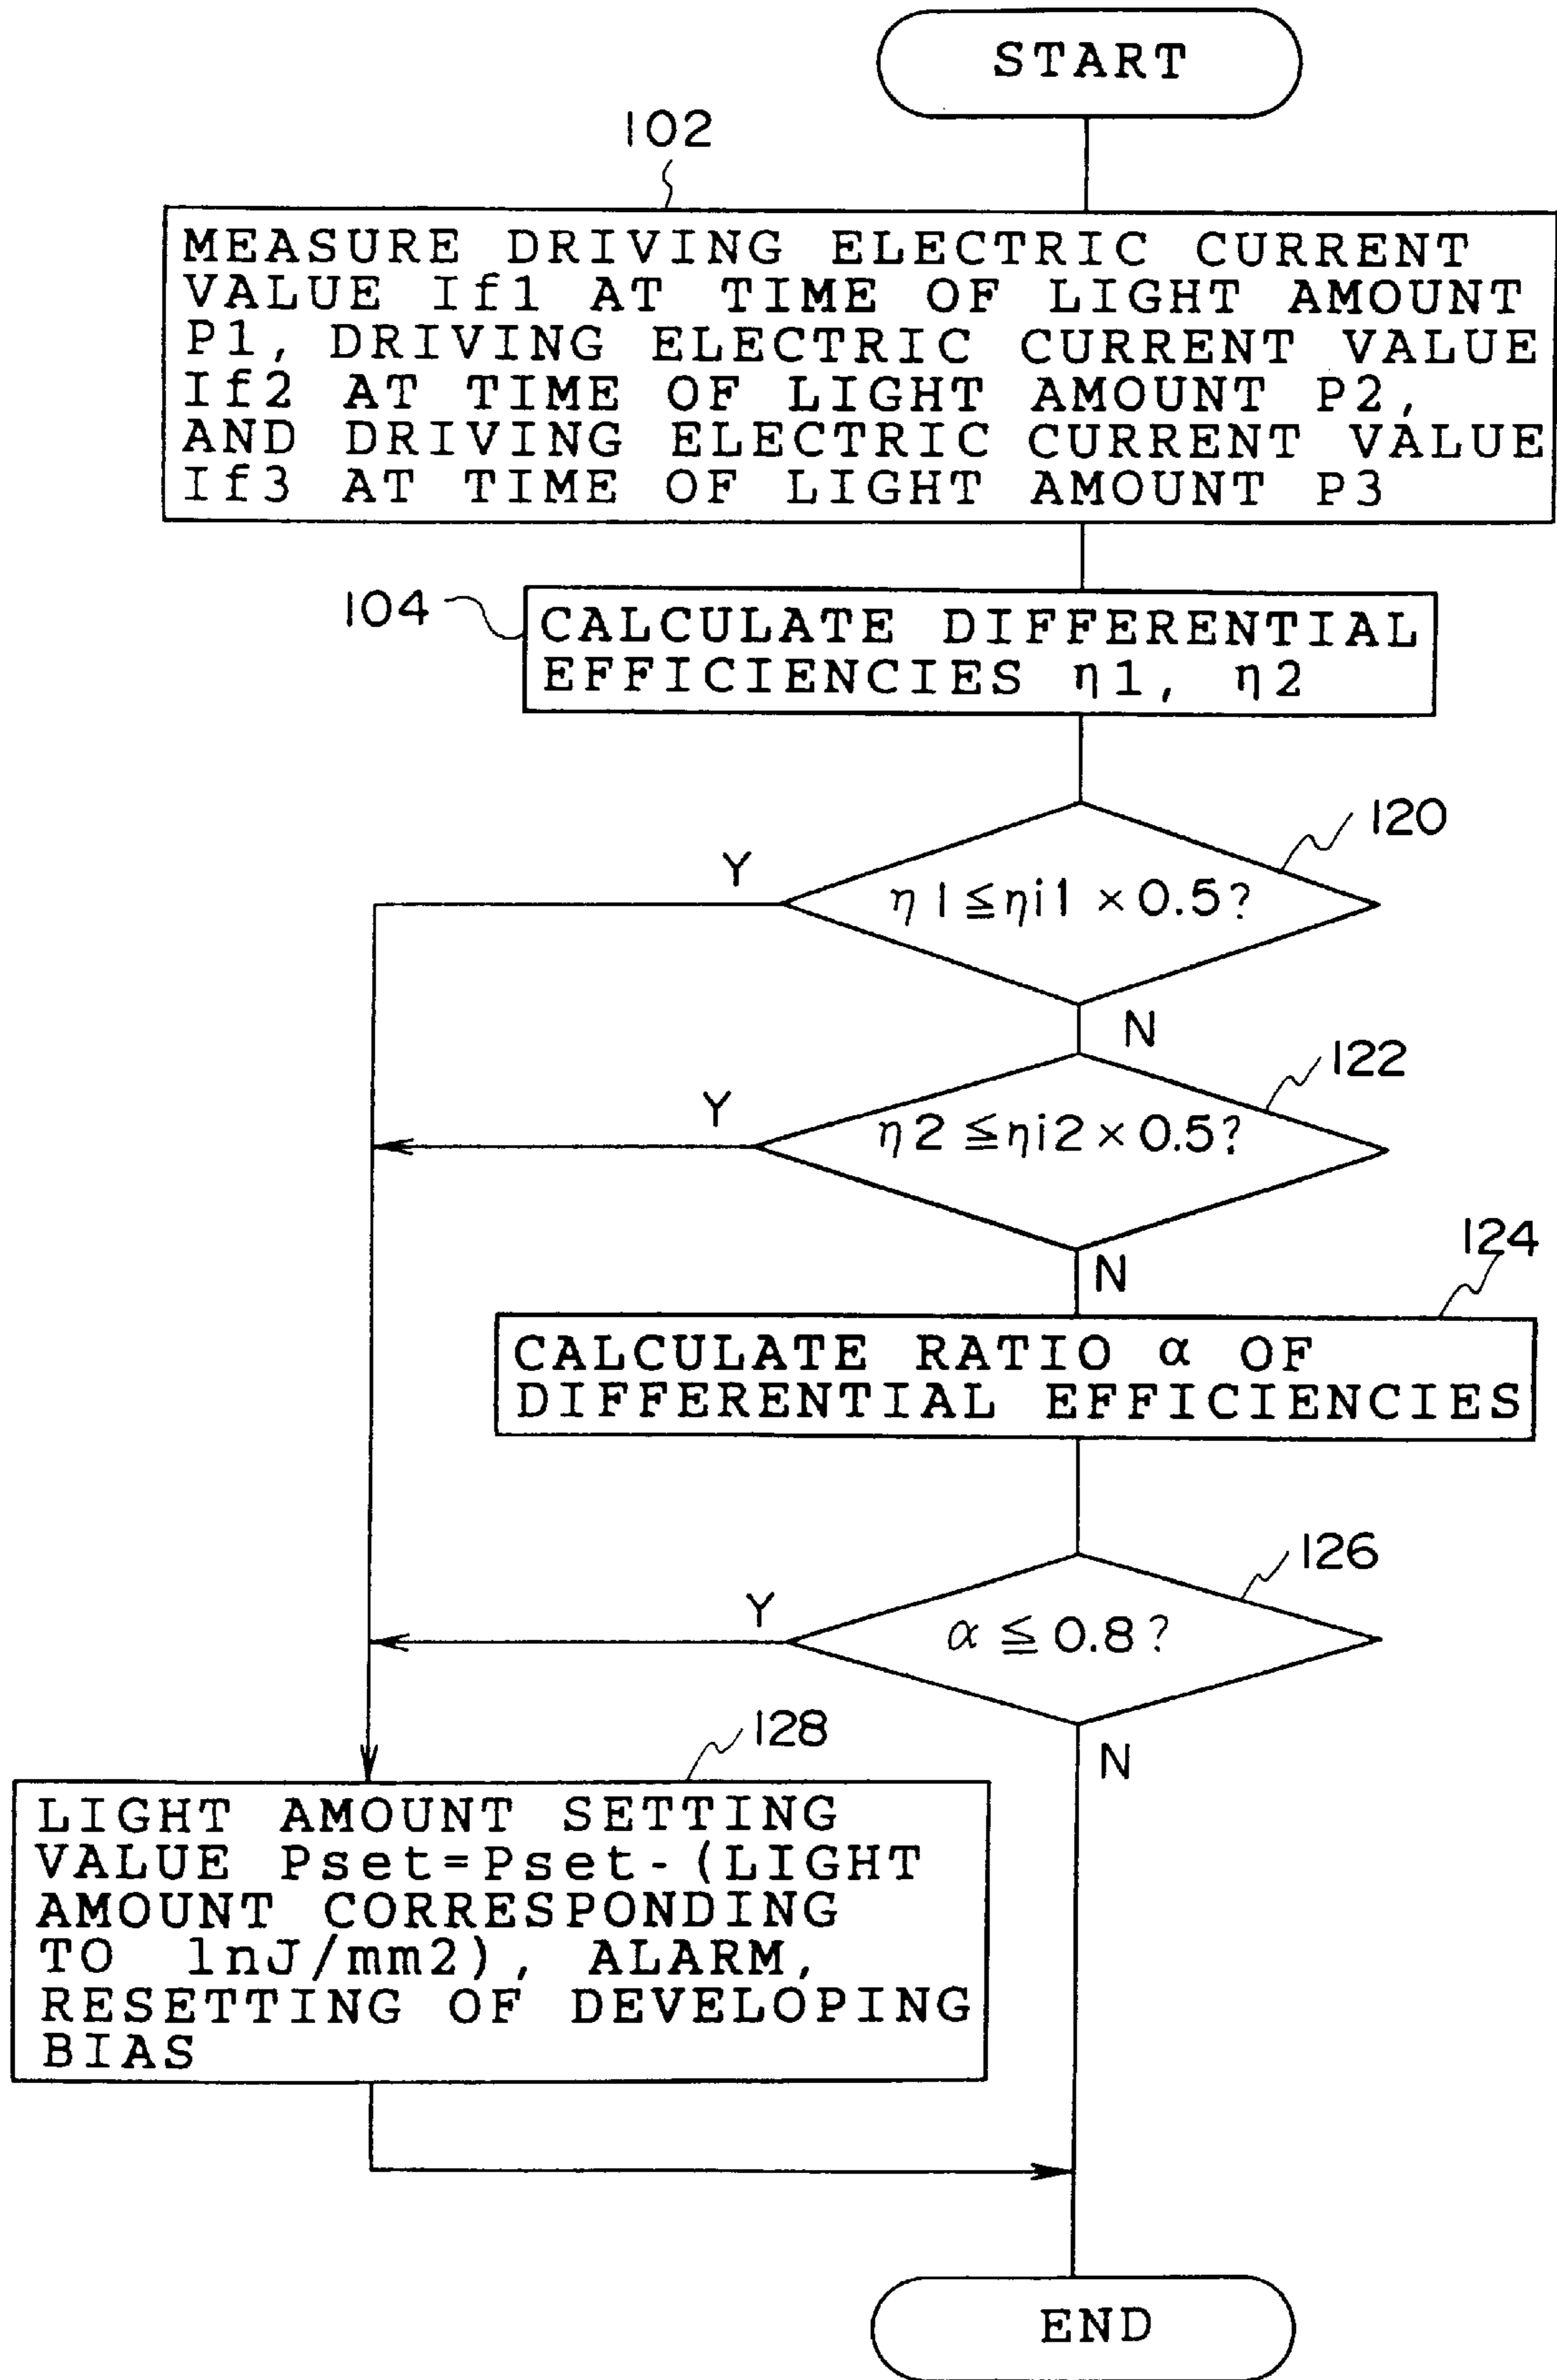 START
102
MEASURE DRIVING ELECTRIC CURRENT
VALUE If1 AT TIME OF LIGHT AMOUNT
P1, DRIVING ELECTRIC CURRENT VALUE
If2 AT TIME OF LIGHT AMOUNT P2,
AND DRIVING ELECTRIC CURRENT VALUE
If3 AT TIME OF LIGHT AMOUNT P3
104
CALCULATE DIFFERENTIAL
EFFICIENCIES η1, η2
120
Y
η1≦ηi1 × 0.5?
N
122
Y
η2≦ηi2 × 0.5?
N
124
CALCULATE RATIO α OF
DIFFERENTIAL EFFICIENCIES
126
Y
α ≦ 0.8?
N
128
LIGHT AMOUNT SETTING
VALUE Pset=Pset-(LIGHT
AMOUNT CORRESPONDING
TO 1nJ/mm2), ALARM,
RESETTING OF DEVELOPING
BIAS
END